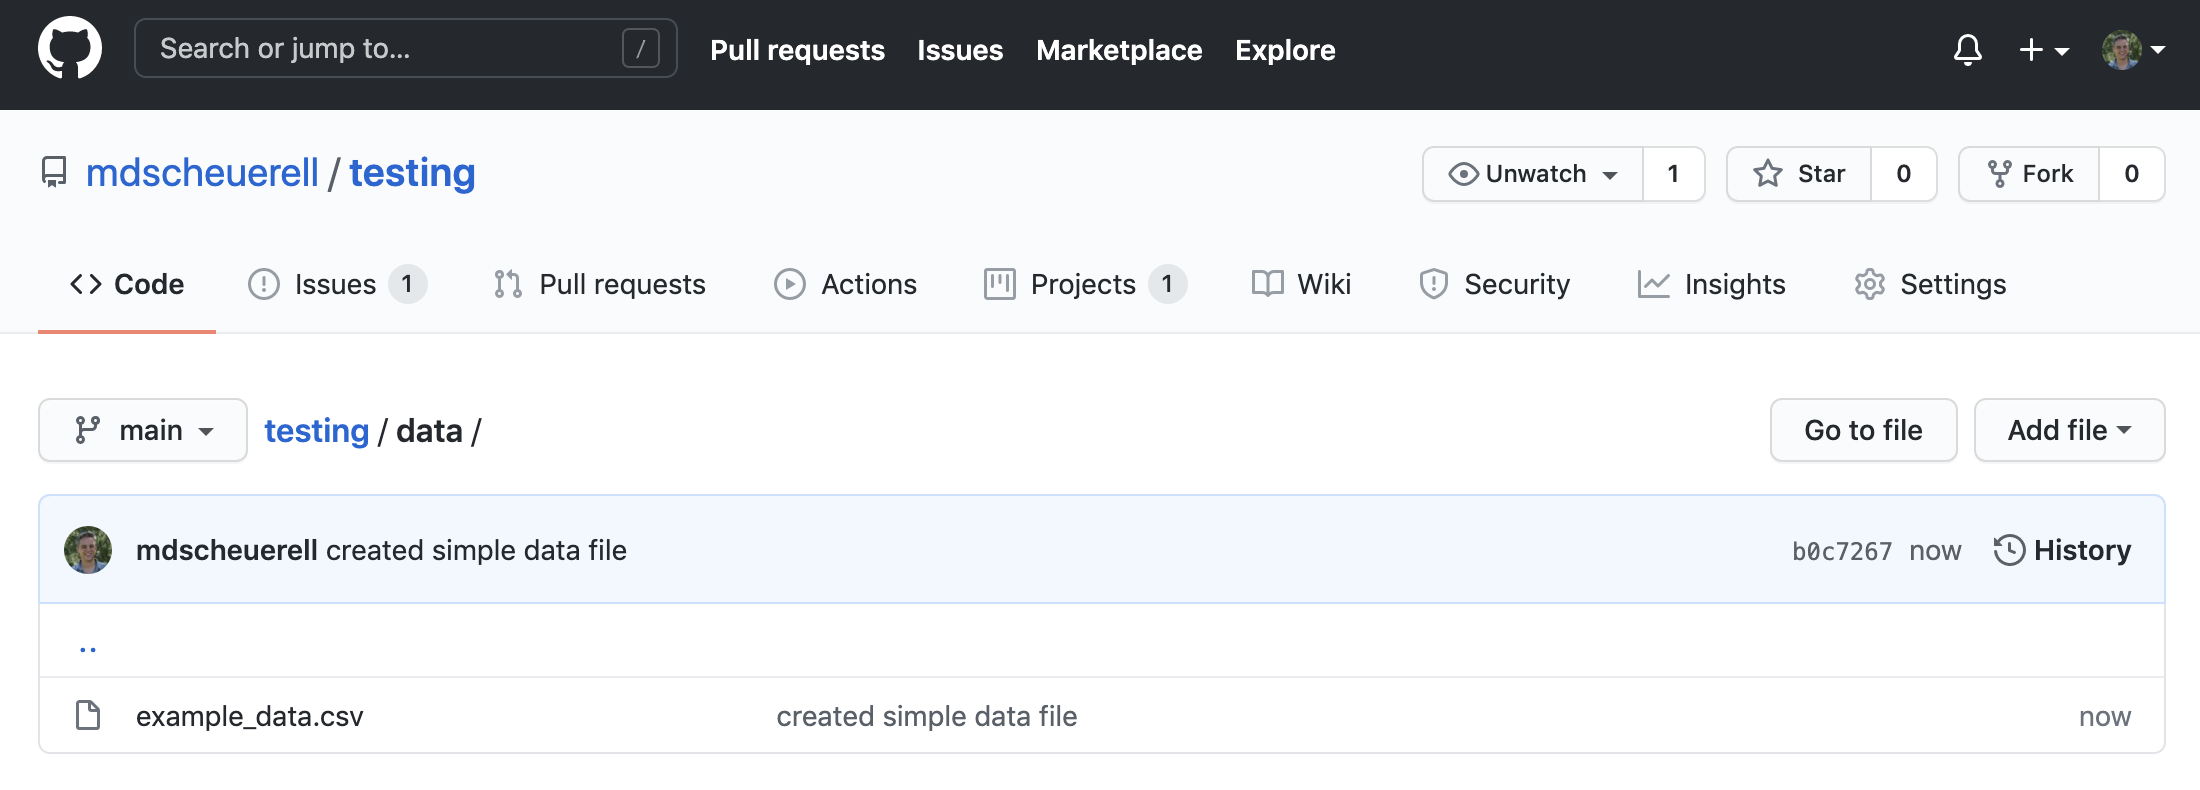 Search or jump to... / Pull requests Issues Marketplace Explore
mdscheuerell / testing Unwatch 1 Star 0 Fork 0
Code Issues 1 Pull requests Actions Projects 1 Wiki Security Insights Settings
main testing / data / Go to file Add file
mdscheuerell created simple data file b0c7267 now History
..
example_data.csv created simple data file now